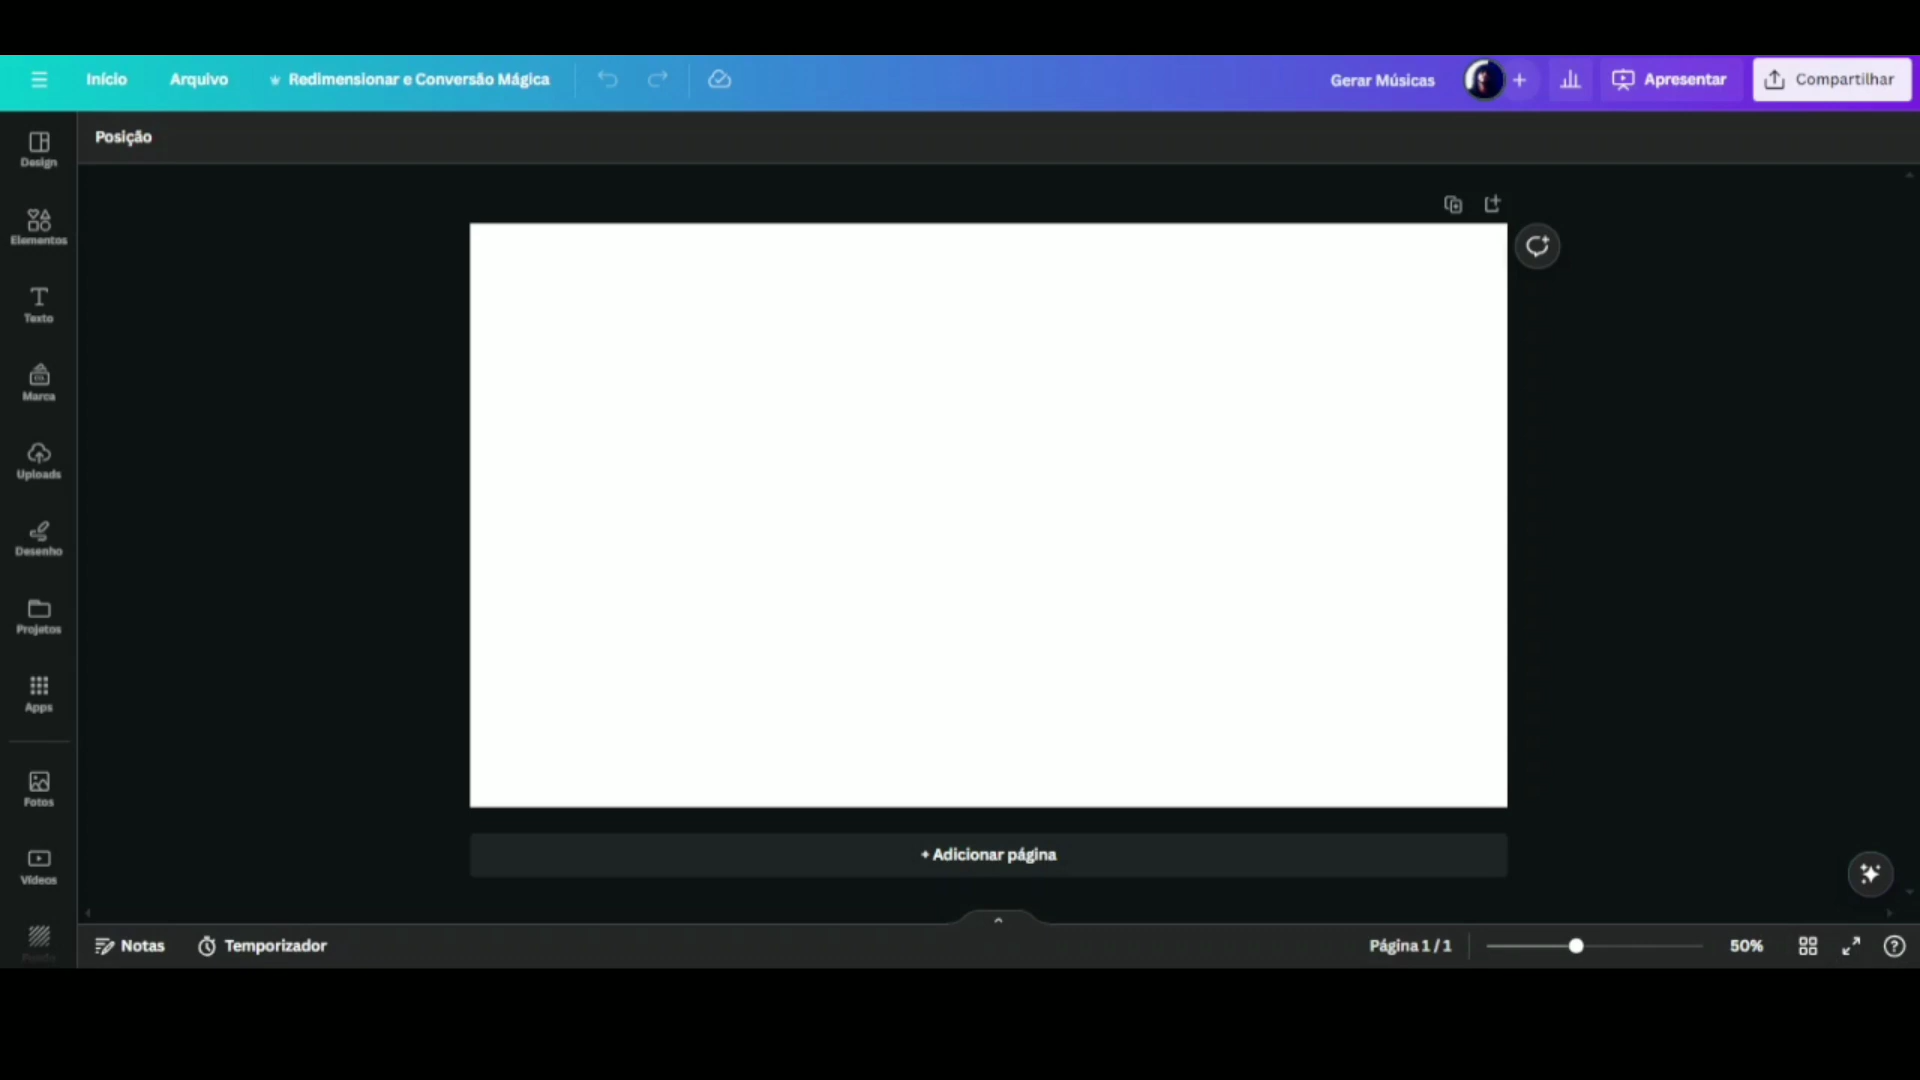 Início
Arquivo
Redimensionar e Conversão Mágica
Gerar Músicas
Apresentar
Compartilhar
Posição
Design
Elementos
Texto
Marca
Uploads
Desenho
Projetos
Apps
Fotos
Vídeos
+ Adicionar página
Notas
Temporizador
Página 1 / 1
50%